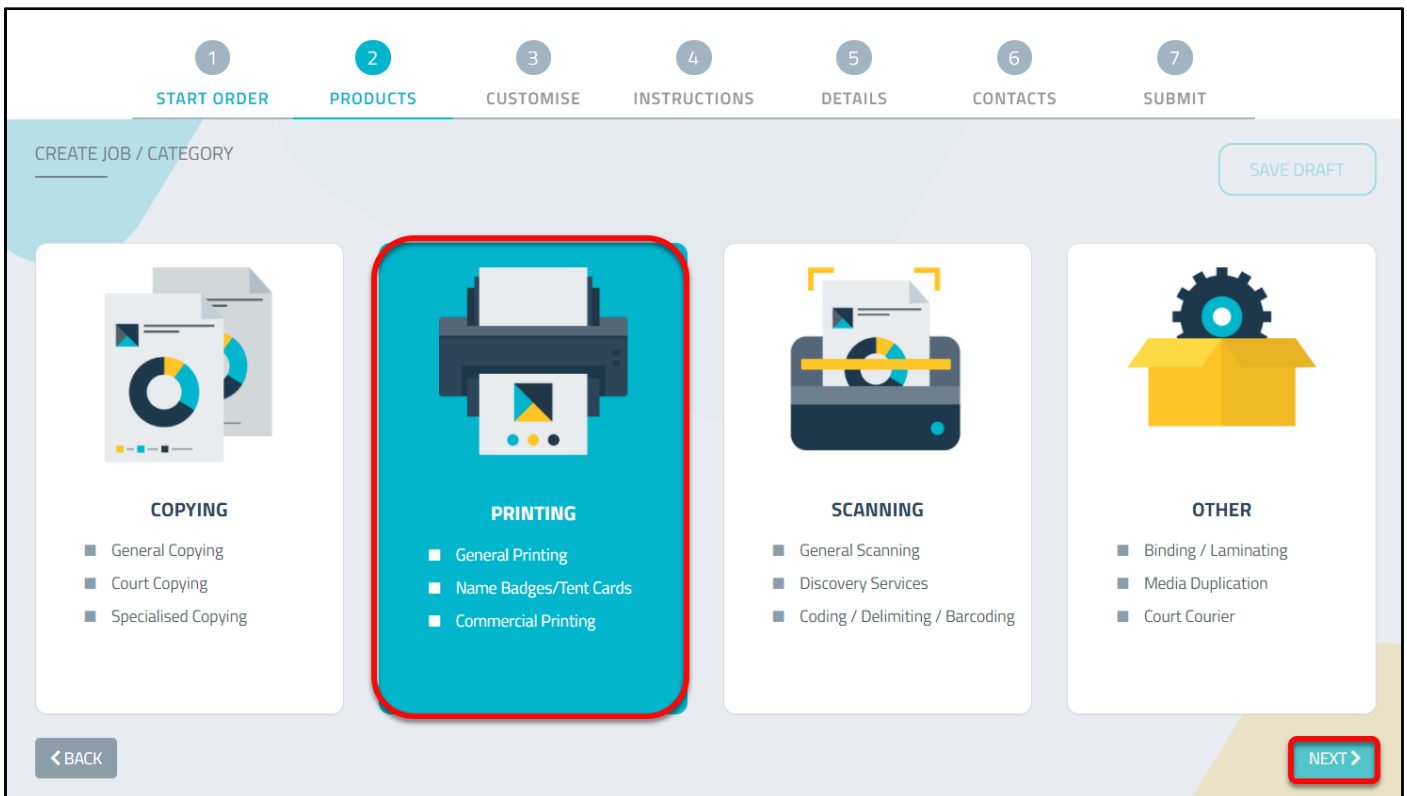 1 2 3 4 5 6 7
START ORDER PRODUCTS CUSTOMISE INSTRUCTIONS DETAILS CONTACTS SUBMIT
CREATE JOB / CATEGORY
SAVE DRAFT
COPYING
General Copying
Court Copying
Specialised Copying
PRINTING
General Printing
Name Badges/Tent Cards
Commercial Printing
SCANNING
General Scanning
Discovery Services
Coding / Delimiting / Barcoding
OTHER
Binding / Laminating
Media Duplication
Court Courier
BACK
NEXT